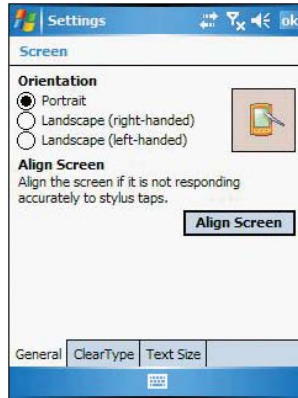 Settings
ok
Screen
Orientation
Portrait
Landscape (right-handed)
Landscape (left-handed)
Align Screen
Align the screen if it is not responding
accurately to stylus taps.
Align Screen
General ClearType Text Size